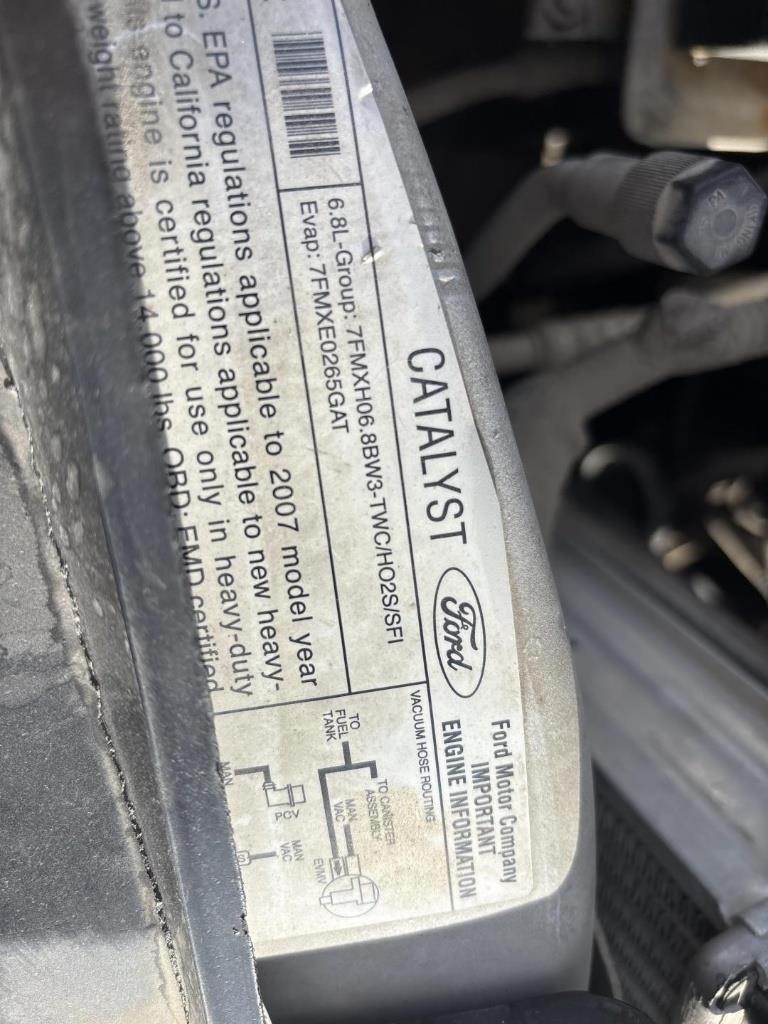 Ford Motor Company
IMPORTANT
ENGINE INFORMATION
CATALYST
Ford
6.8L-Group: 7FMXH06.8BW3-TWC/HO2S/SFI
Evap: 7FMXE0265GAT
VACUUM HOSE ROUTING
TO
FUEL
TANK
TO CANISTER
ASSEMBLY
MAN
VAC
EVMV
MAN
VAC
MAN
S. EPA regulations applicable to 2007 model year
to California regulations applicable to new heavy-
engine is certified for use only in heavy-duty
weight rating above 14,000 lbs. OBD: EMD certified